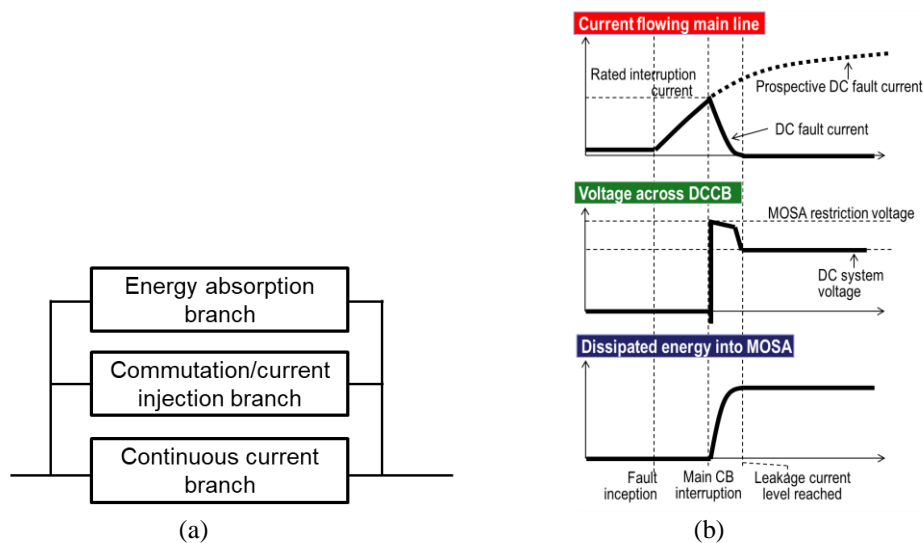 Energy absorption
branch
Commutation/current
injection branch
Continuous current
branch
(a)
Current flowing main line
Rated interruption
current
Prospective DC fault current
DC fault current
Voltage across DCCB
MOSA restriction voltage
DC system
voltage
Dissipated energy into MOSA
Fault
inception
Main CB
interruption
Leakage current
level reached
(b)